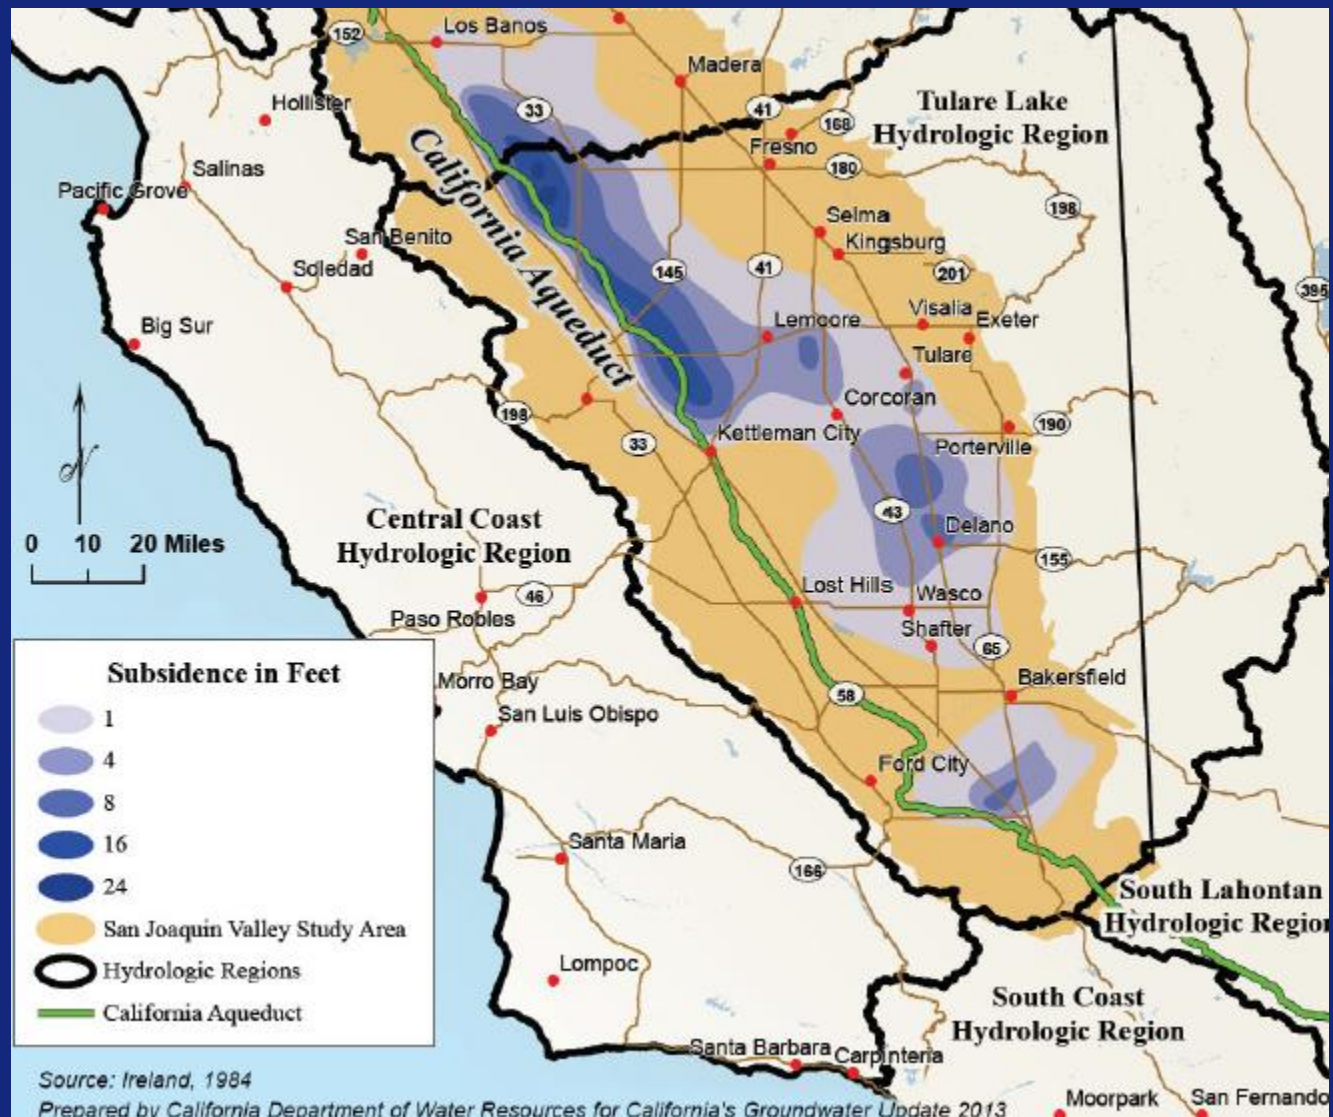 152
Los Banos
Madera
Hollister
33
41
168
Tulare Lake
Hydrologic Region
Fresno
180
Salinas
Pacific Grove
California Aqueduct
198
Selma
San Benito
Kingsburg
Soledad
145
41
201
395
Big Sur
Lemoore
Visalia
Exeter
Tulare
Corcoran
198
33
Kettleman City
190
Porterville
N
Central Coast
Hydrologic Region
43
Delano
0 10 20 Miles
155
Lost Hills
Wasco
46
Paso Robles
Shafter
65
Bakersfield
58
Morro Bay
San Luis Obispo
Ford City
Subsidence in Feet
1
4
8
16
24
San Joaquin Valley Study Area
Hydrologic Regions
California Aqueduct
Santa Maria
166
South Lahontan
Hydrologic Region
Lompoc
South Coast
Hydrologic Region
Santa Barbara
Carpinteria
Source: Ireland, 1984
Prepared by California Department of Water Resources for California's Groundwater Update 2013
Moorpark
San Fernando